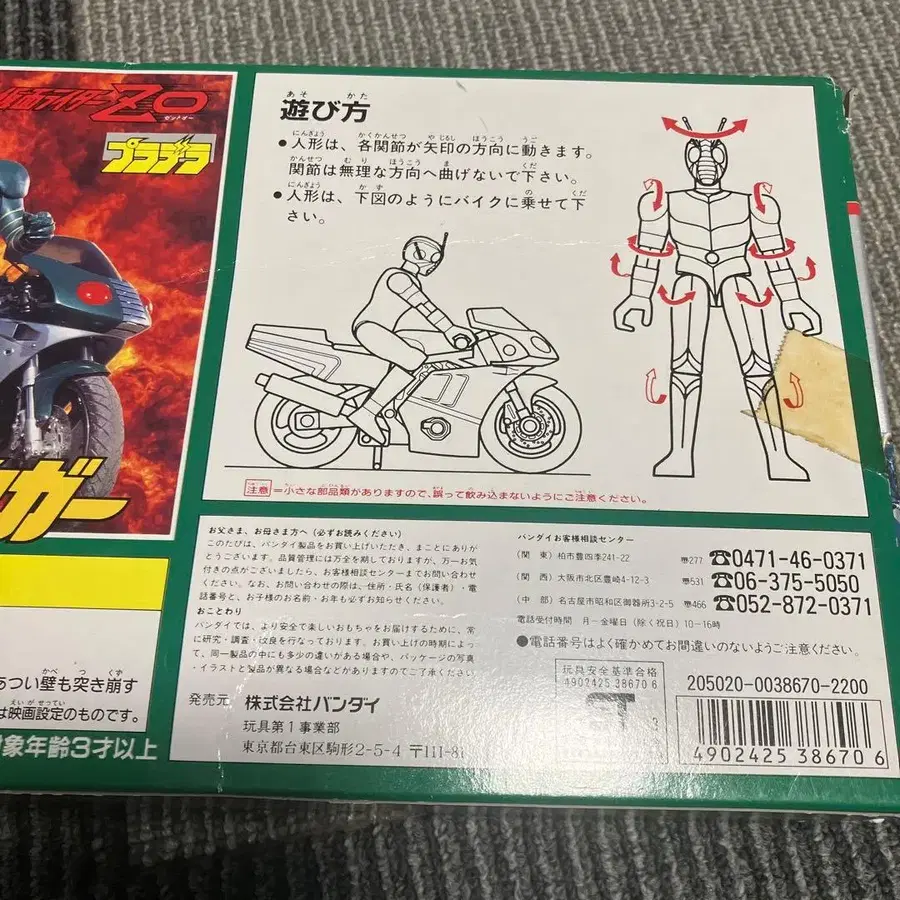 仮面ライダーZO
ゼットオー
プラデラ
ガー
あつい壁も突き崩す
は映画設定のものです。
対象年齢3才以上
遊び方
●人形は、各関節が矢印の方向に動きます。
関節は無理な方向へ曲げないで下さい。
●人形は、下図のようにバイクに乗せて下
さい。
注意=小さな部品類がありますので、誤って飲み込まないようにご注意ください。
お父さま、お母さま方へ(必ずお読みください)
このたびは、バンダイ製品をお買い上げいただき、まことにありが
とうございます。品質管理には万全を期しておりますが、万一お気
付きの点がございましたら、お客様相談センターまでお問い合わせ
ください。なお、お問い合わせの際は、住所・氏名(保護者)・電
話番号と、お子様のお名前・お年も必ずお知らせください。
おことわり
バンダイでは、より安全で楽しいおもちゃをお届けするために、常
に研究・調査・改良を行なっております。お買い上げの時期によっ
て、同一製品の中にも多少の違いがある場合や、パッケージの写真
・イラストと製品が異なる場合などがありますのでご了承ください
発売元 株式会社バンダイ
玩具第1事業部
東京都台東区駒形2-5-4 〒111-81
バンダイお客様相談センター
(関 東) 柏市豊四季241-22 〒277 ☎0471-46-0371
(関 西) 大阪市北区豊崎4-12-3 〒531 ☎06-375-5050
(中 部) 名古屋市昭和区御器所3-2-5 〒466 ☎052-872-0371
電話受付時間 月~金曜日(除く祝日)10~16時
●電話番号はよく確かめてお間違いのないようご注意ください。
玩具安全基準合格
4902425 38670 6
ST
3
205020-0038670-2200
4902425 386706